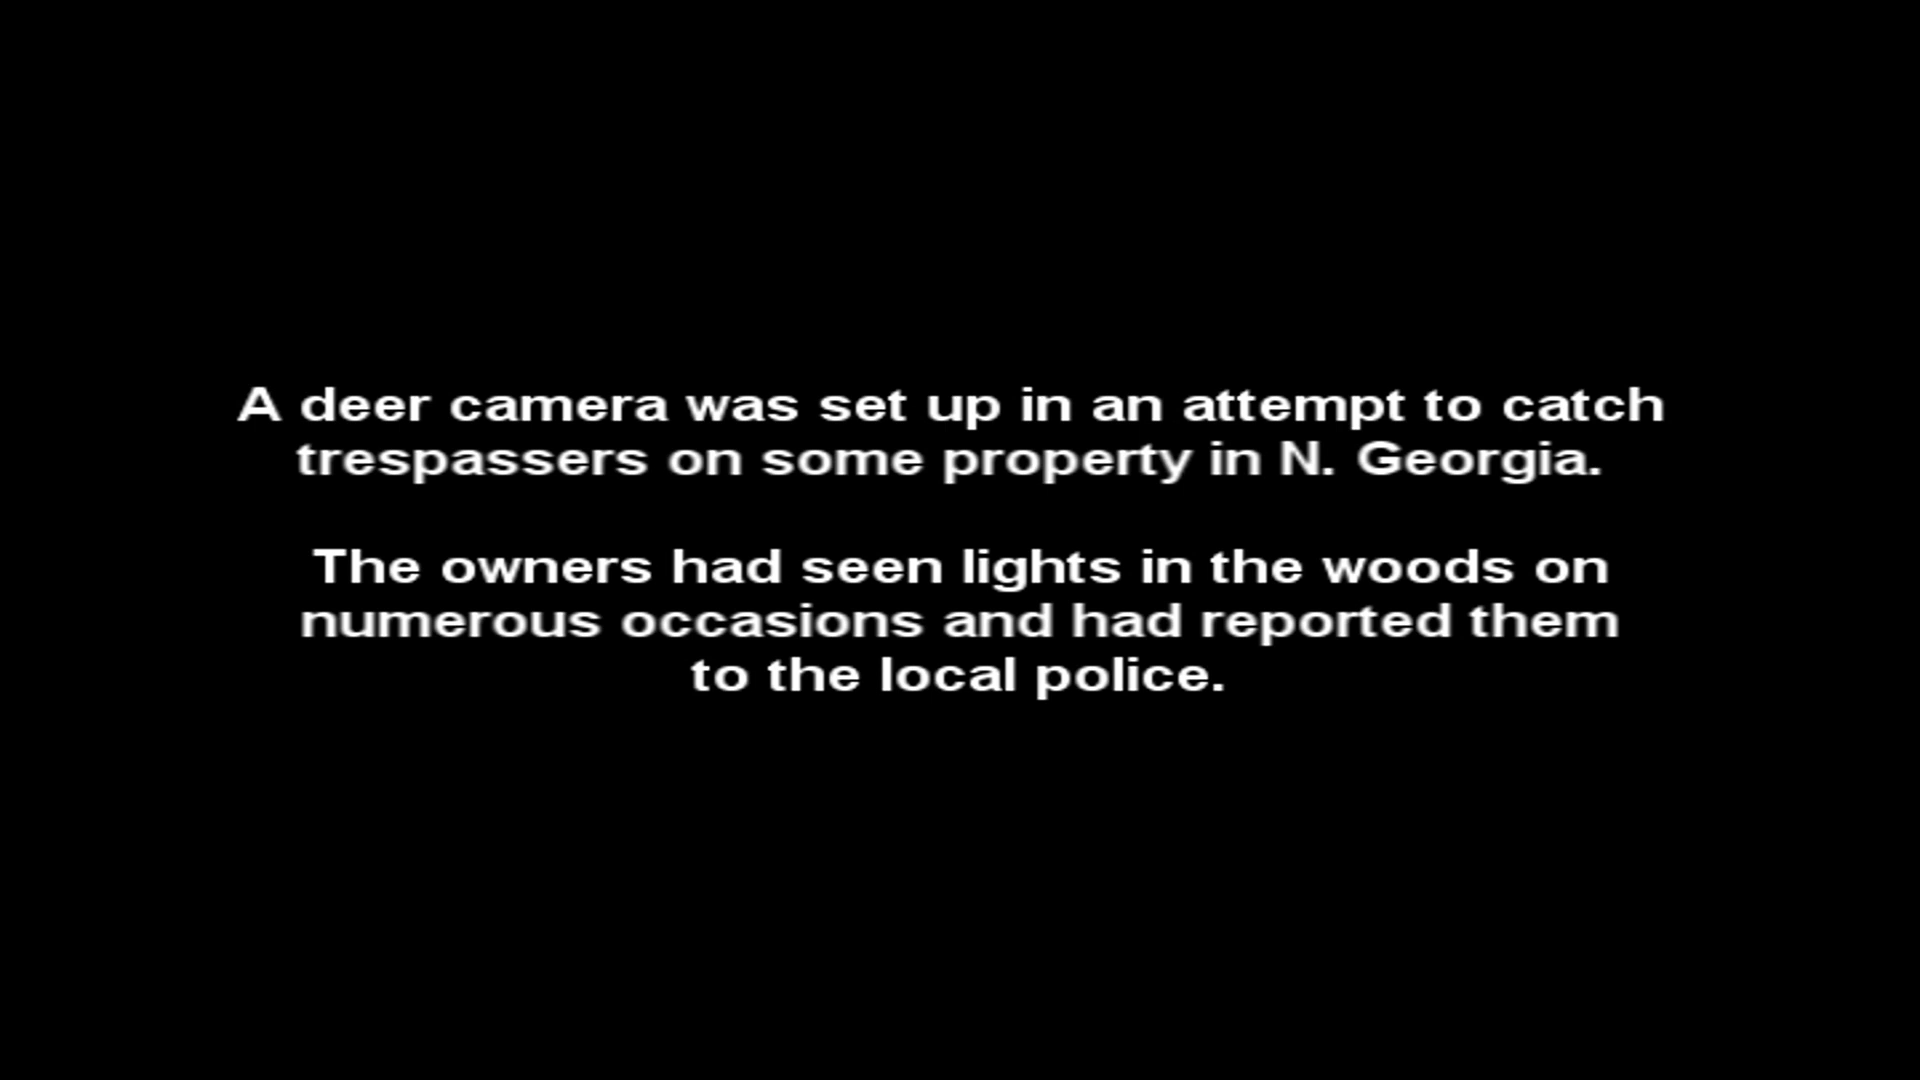 A deer camera was set up in an attempt to catch
trespassers on some property in N. Georgia.
The owners had seen lights in the woods on
numerous occasions and had reported them
to the local police.